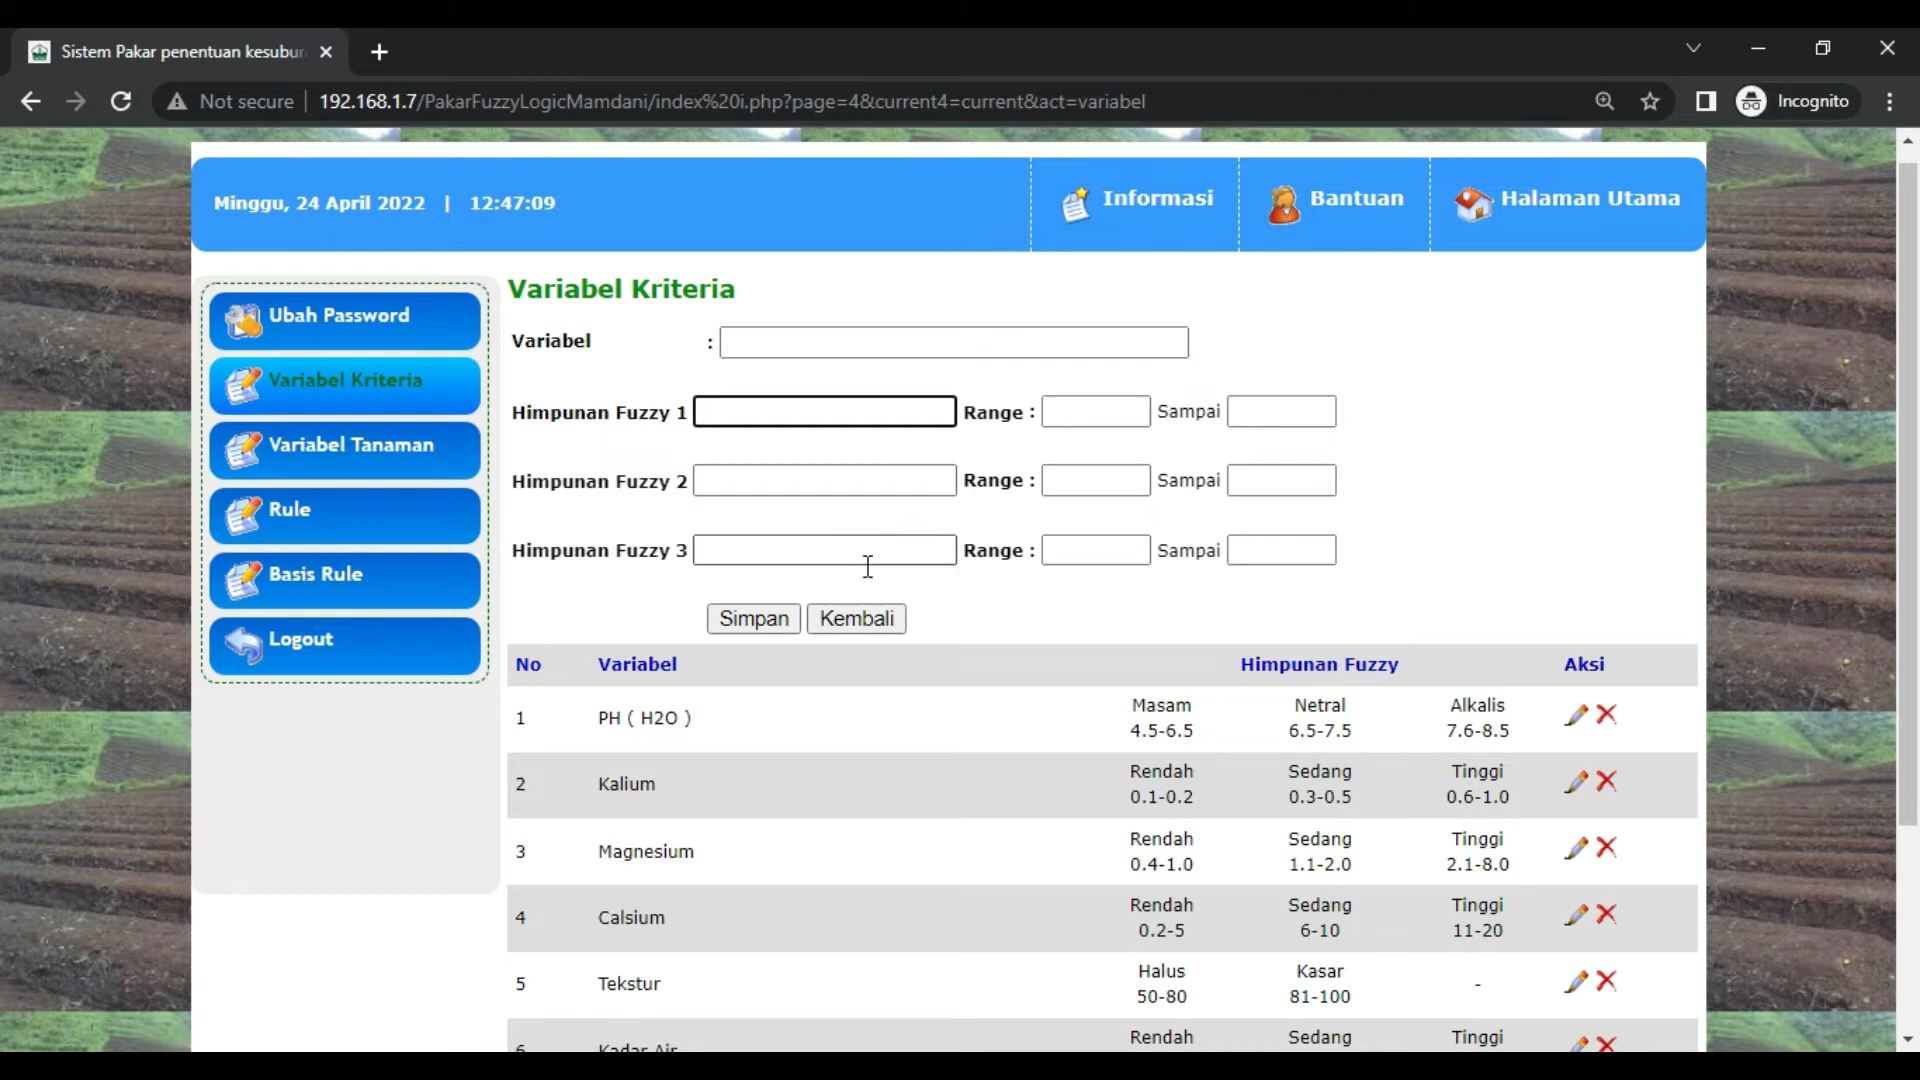 Sistem Pakar penentuan kesubur
Not secure
192.168.1.7/PakarFuzzyLogicMamdani/index%20i.php?page=4&current4=current&act=variabel
Incognito
Minggu, 24 April 2022 | 12:47:09
Informasi
Bantuan
Halaman Utama
Ubah Password
Variabel Kriteria
Variabel Tanaman
Rule
Basis Rule
Logout
Variabel Kriteria
Variabel :
Himpunan Fuzzy 1 Range : Sampai
Himpunan Fuzzy 2 Range : Sampai
Himpunan Fuzzy 3 Range : Sampai
Simpan Kembali
No Variabel Himpunan Fuzzy Aksi
Masam Netral Alkalis
1 PH ( H2O )
4.5-6.5 6.5-7.5 7.6-8.5
Rendah Sedang Tinggi
2 Kalium
0.1-0.2 0.3-0.5 0.6-1.0
Rendah Sedang Tinggi
3 Magnesium
0.4-1.0 1.1-2.0 2.1-8.0
Rendah Sedang Tinggi
4 Calsium
0.2-5 6-10 11-20
Halus Kasar
5 Tekstur -
50-80 81-100
Rendah Sedang Tinggi
6 Kadar Air